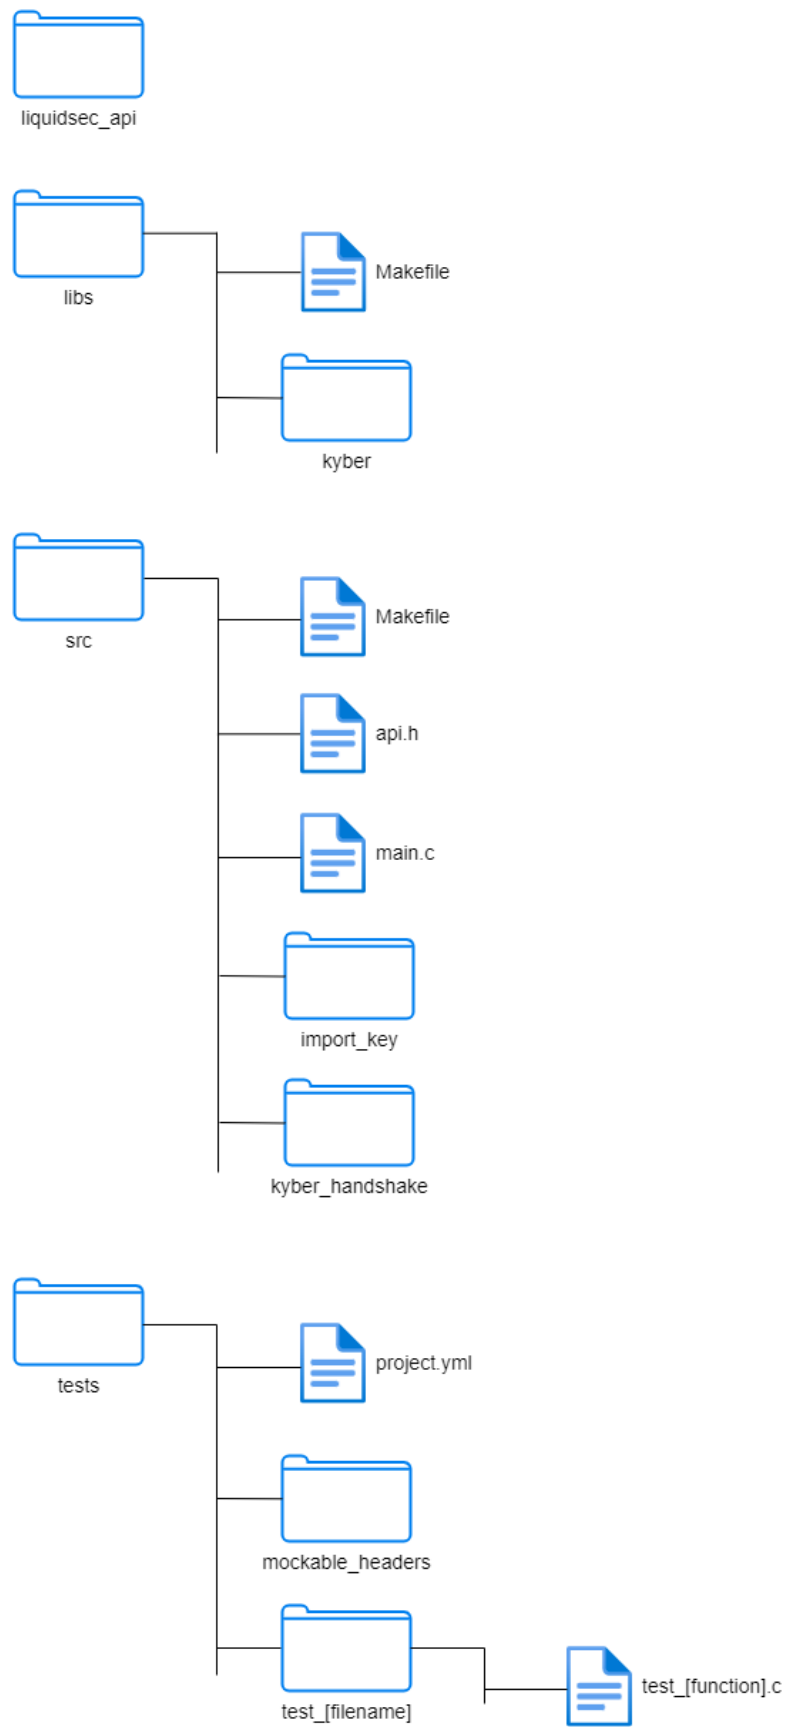 liquidsec_api
libs
Makefile
kyber
src
Makefile
api.h
main.c
import_key
kyber_handshake
tests
project.yml
mockable_headers
test_[filename]
test_[function].c